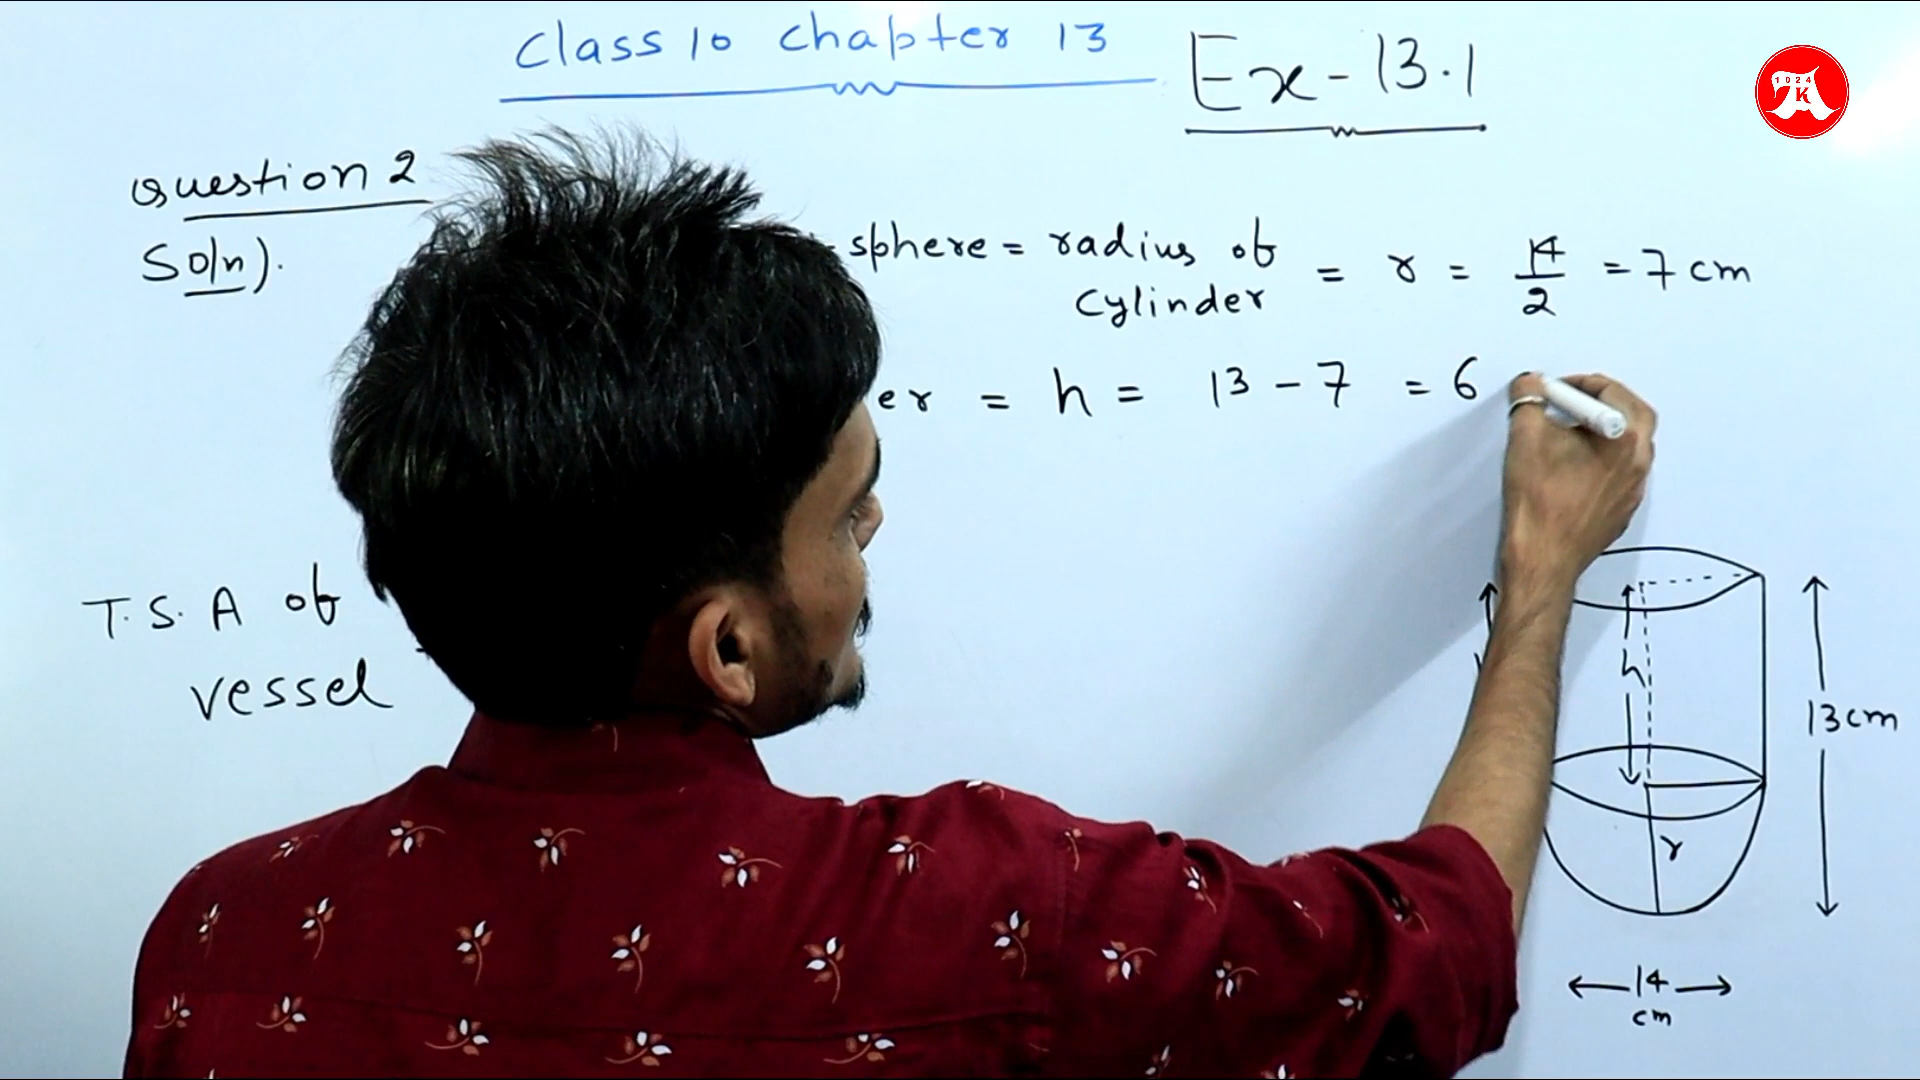 Class 10 Chapter 13
Ex-13.1
1024
K
Question 2
Soln).
sphere = radius of
cylinder
= r = 14/2 = 7 cm
er = h = 13 - 7 = 6
T.S.A of
vessel
h
13cm
r
14
cm